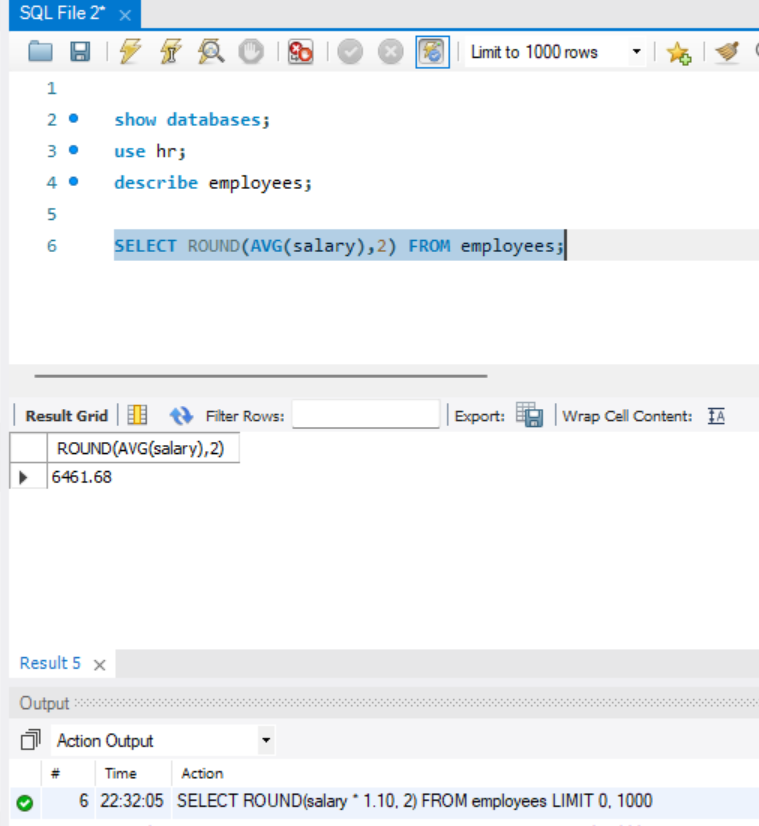 SQL File 2* ×
Limit to 1000 rows
1
2 show databases;
3 use hr;
4 describe employees;
5
6 SELECT ROUND(AVG(salary),2) FROM employees;
Result Grid Filter Rows: Export: Wrap Cell Content: IA
ROUND(AVG(salary),2)
6461.68
Result 5 ×
Output
Action Output
# Time Action
6 22:32:05 SELECT ROUND(salary * 1.10, 2) FROM employees LIMIT 0, 1000